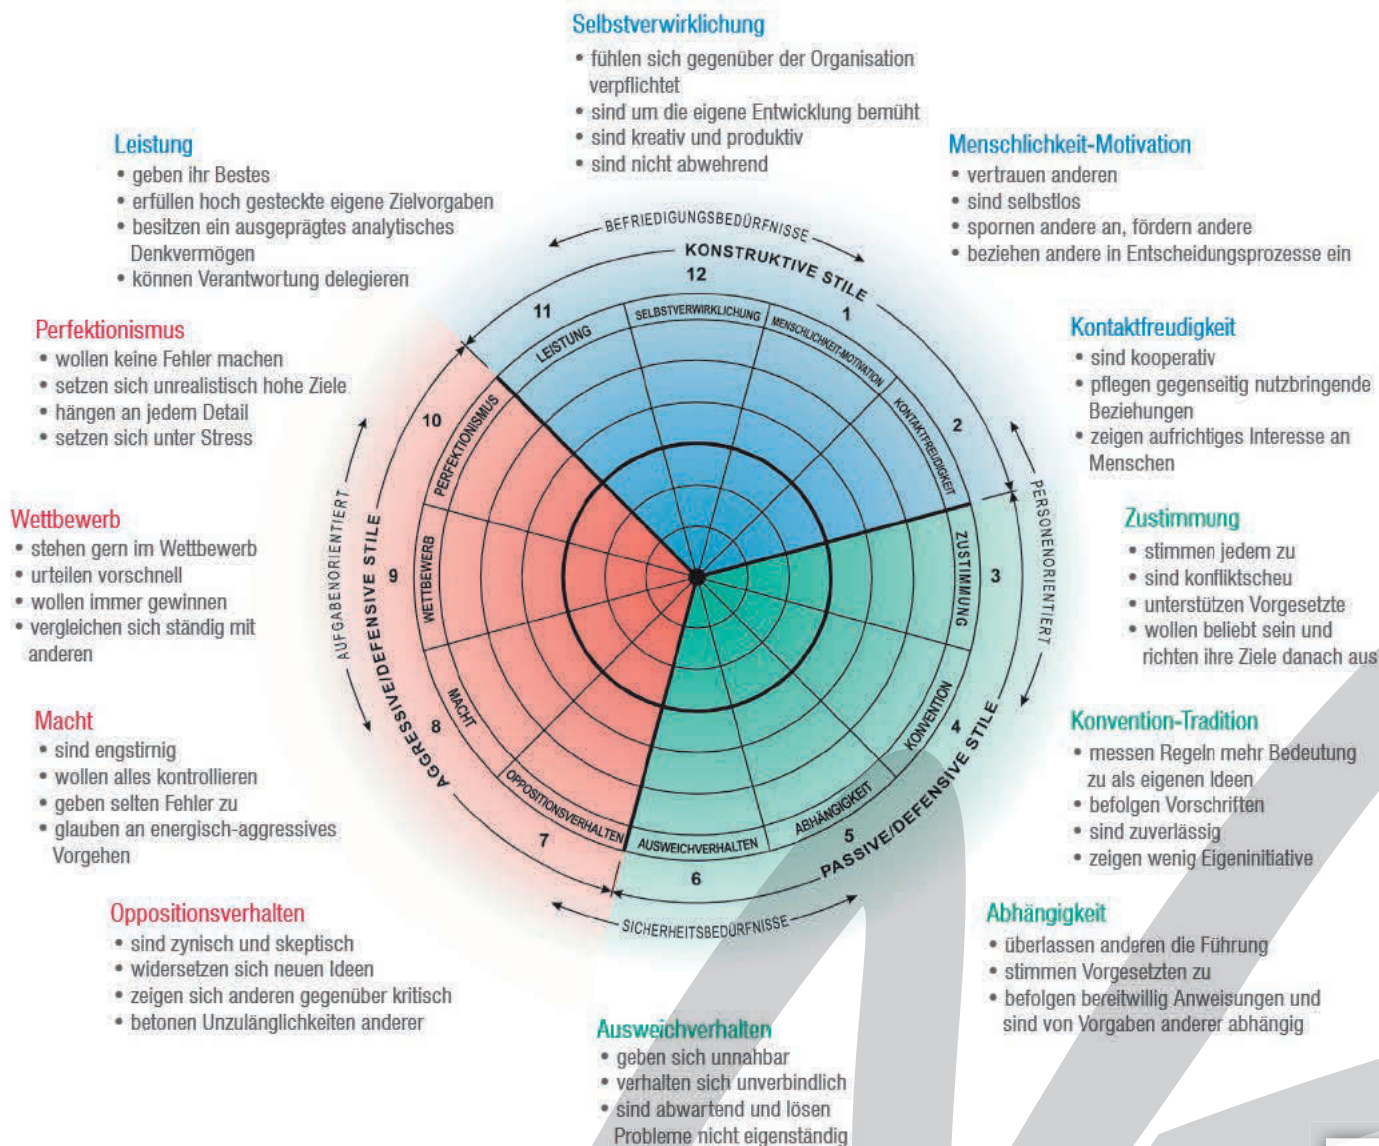 Selbstverwirklichung
• fühlen sich gegenüber der Organisation
verpflichtet
• sind um die eigene Entwicklung bemüht
• sind kreativ und produktiv
• sind nicht abwehrend
Leistung
• geben ihr Bestes
• erfüllen hoch gesteckte eigene Zielvorgaben
• besitzen ein ausgeprägtes analytisches
Denkvermögen
• können Verantwortung delegieren
Menschlichkeit-Motivation
• vertrauen anderen
• sind selbstlos
• spornen andere an, fördern andere
• beziehen andere in Entscheidungsprozesse ein
Perfektionismus
• wollen keine Fehler machen
• setzen sich unrealistisch hohe Ziele
• hängen an jedem Detail
• setzen sich unter Stress
Kontaktfreudigkeit
• sind kooperativ
• pflegen gegenseitig nutzbringende
Beziehungen
• zeigen aufrichtiges Interesse an
Menschen
Wettbewerb
• stehen gern im Wettbewerb
• urteilen vorschnell
• wollen immer gewinnen
• vergleichen sich ständig mit
anderen
Zustimmung
• stimmen jedem zu
• sind konfliktscheu
• unterstützen Vorgesetzte
• wollen beliebt sein und
richten ihre Ziele danach aus
Macht
• sind engstirnig
• wollen alles kontrollieren
• geben selten Fehler zu
• glauben an energisch-aggressives
Vorgehen
Konvention-Tradition
• messen Regeln mehr Bedeutung
zu als eigenen Ideen
• befolgen Vorschriften
• sind zuverlässig
• zeigen wenig Eigeninitiative
Oppositionsverhalten
• sind zynisch und skeptisch
• widersetzen sich neuen Ideen
• zeigen sich anderen gegenüber kritisch
• betonen Unzulänglichkeiten anderer
Abhängigkeit
• überlassen anderen die Führung
• stimmen Vorgesetzten zu
• befolgen bereitwillig Anweisungen und
sind von Vorgaben anderer abhängig
Ausweichverhalten
• geben sich unnahbar
• verhalten sich unverbindlich
• sind abwartend und lösen
Probleme nicht eigenständig
BEFRIEDIGUNGSBEDÜRFNISSE
KONSTRUKTIVE STILE
PERSONENORIENTIERT
PASSIVE/DEFENSIVE STILE
SICHERHEITSBEDÜRFNISSE
AGGRESSIVE/DEFENSIVE STILE
AUFGABENORIENTIERT
12
SELBSTVERWIRKLICHUNG
1
MENSCHLICHKEIT-MOTIVATION
2
KONTAKTFREUDIGKEIT
3
ZUSTIMMUNG
4
KONVENTION
5
ABHÄNGIGKEIT
6
AUSWEICHVERHALTEN
7
OPPOSITIONSVERHALTEN
8
MACHT
9
WETTBEWERB
10
PERFEKTIONISMUS
11
LEISTUNG